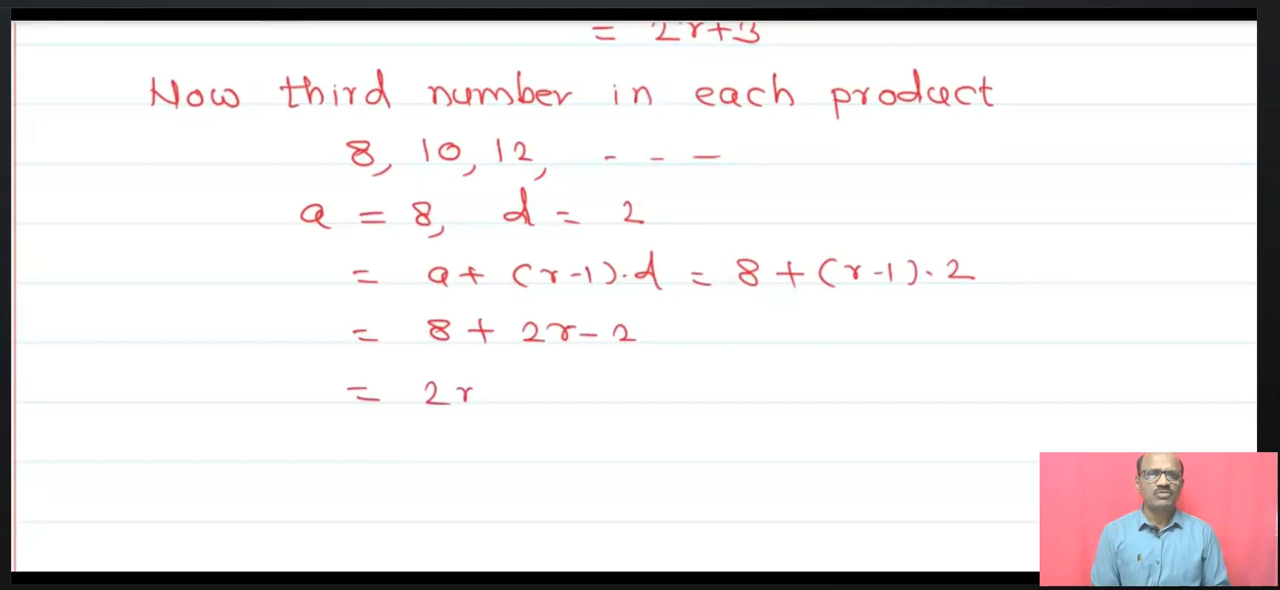 = 2r+3
Now third number in each product
8, 10, 12, - - -
a = 8, d = 2
= a + (r-1).d = 8 + (r-1).2
= 8 + 2r - 2
= 2r